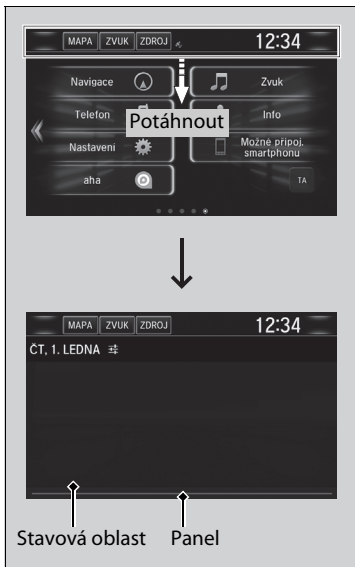 MAPA ZVUK ZDROJ 12:34
Navigace Zvuk
Telefon Info
Potáhnout
Nastaveni Možné připoj.
smartphonu
aha TA
MAPA ZVUK ZDROJ 12:34
ČT, 1. LEDNA
Stavová oblast Panel